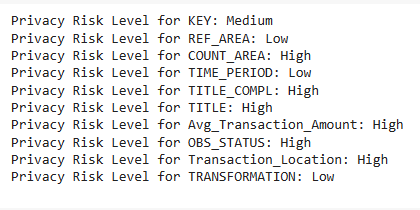 Privacy Risk Level for KEY: Medium
Privacy Risk Level for REF_AREA: Low
Privacy Risk Level for COUNT_AREA: High
Privacy Risk Level for TIME_PERIOD: Low
Privacy Risk Level for TITLE_COMPL: High
Privacy Risk Level for TITLE: High
Privacy Risk Level for Avg_Transaction_Amount: High
Privacy Risk Level for OBS_STATUS: High
Privacy Risk Level for Transaction_Location: High
Privacy Risk Level for TRANSFORMATION: Low